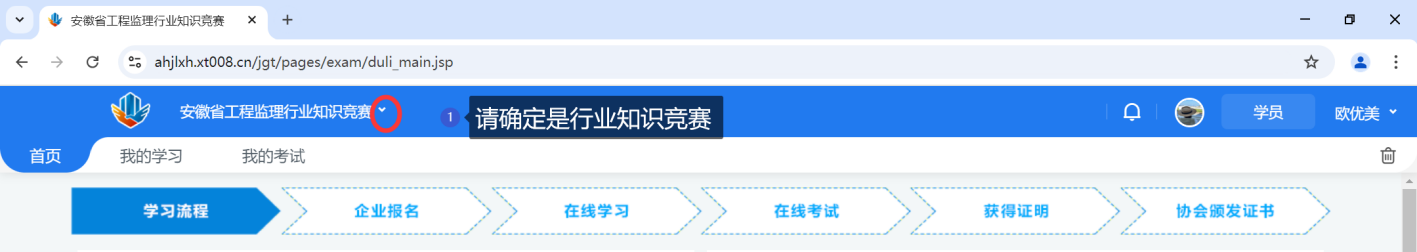 安徽省工程监理行业知识竞赛
ahjlxh.xt008.cn/jgt/pages/exam/duli_main.jsp
安徽省工程监理行业知识竞赛
1
请确定是行业知识竞赛
学员
欧优美
首页
我的学习
我的考试
学习流程
企业报名
在线学习
在线考试
获得证明
协会颁发证书